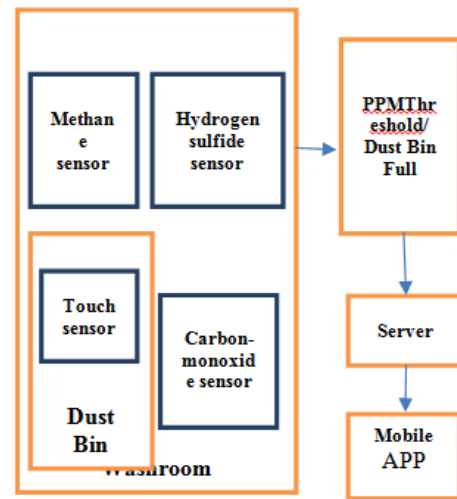 Methan
e
sensor
Hydrogen
sulfide
sensor
PPMThr
eshold/
Dust Bin
Full
Touch
sensor
Dust
Bin
Carbon-
monoxid
e sensor
Washroom
Server
Mobile
APP